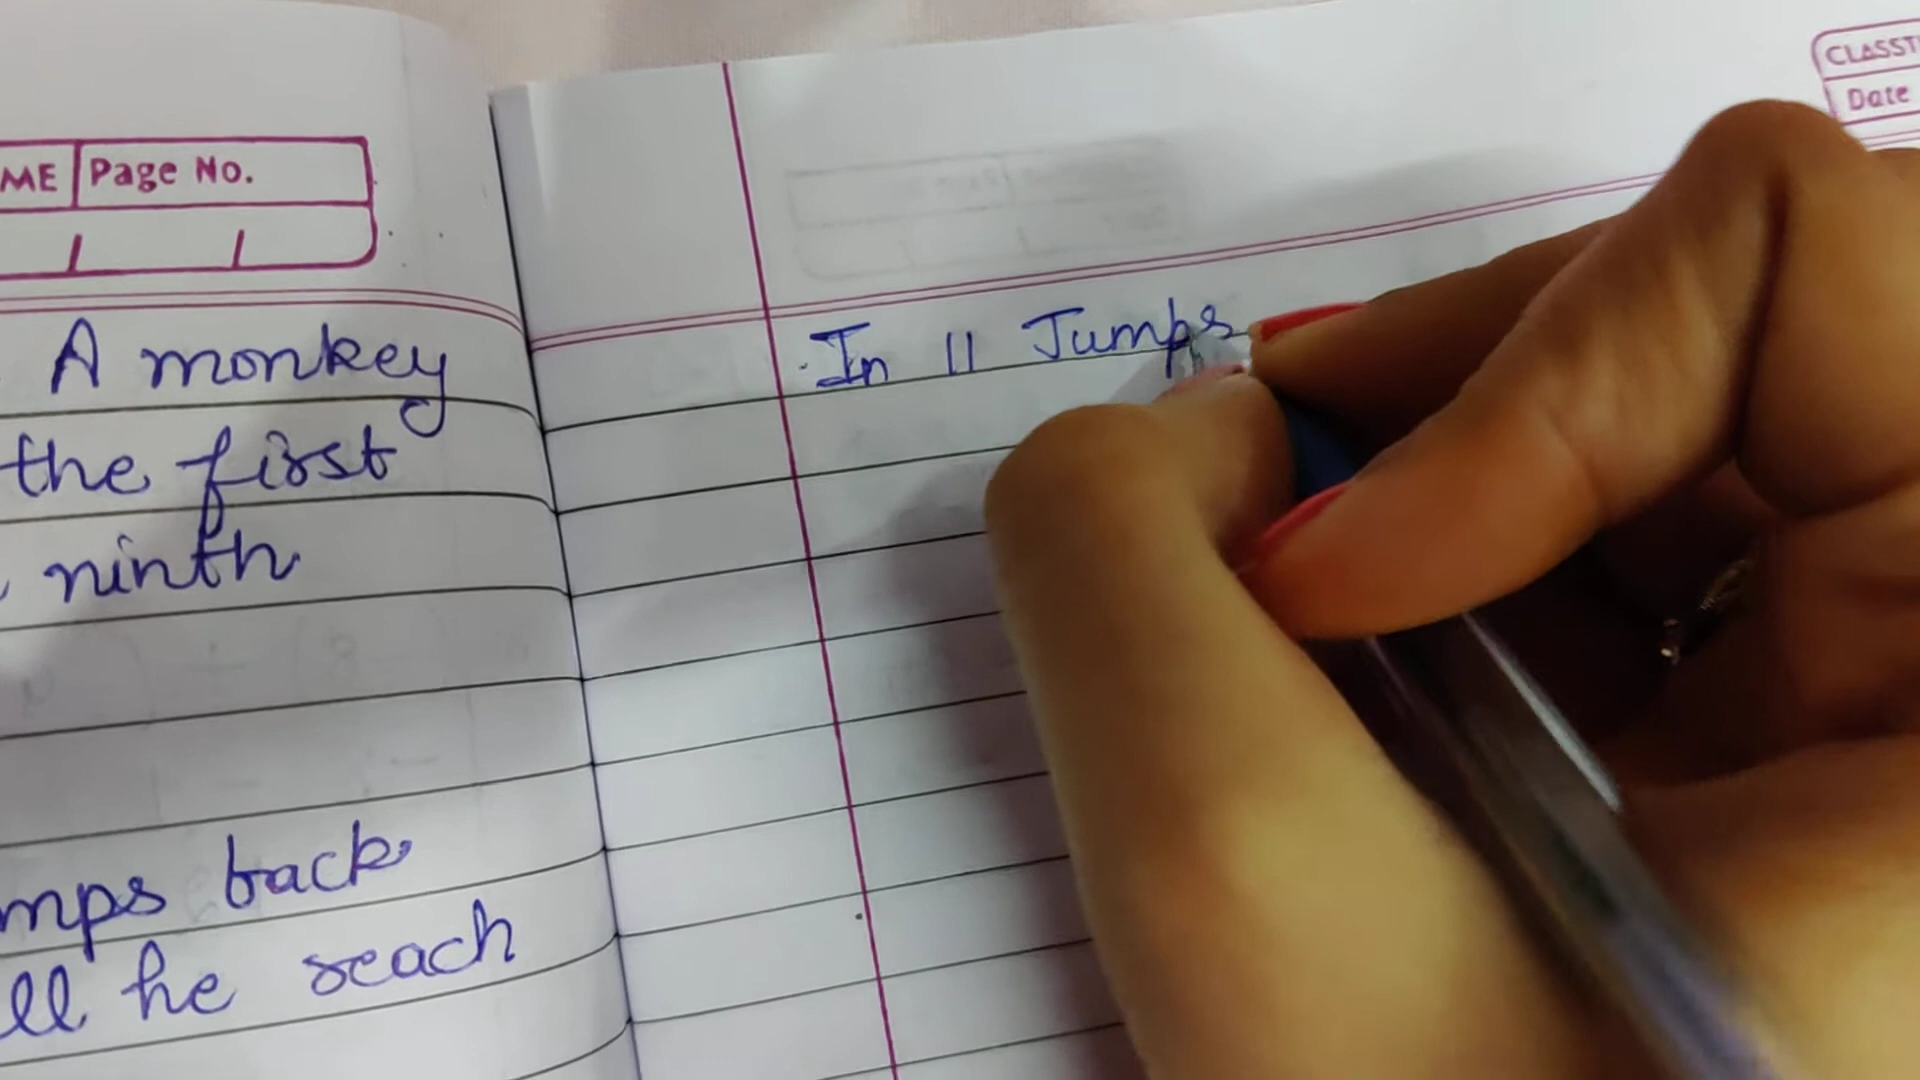 ME Page No.
A monkey
the first
ninth
mps back
ll he reach
CLASST
Date
In 11 Jumps